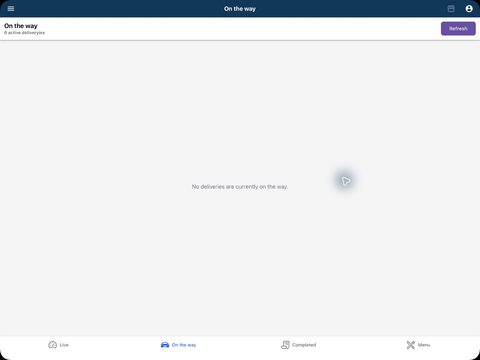 On the way
On the way
0 active deliveryies
Refresh
No deliveries are currently on the way.
Live
On the way
Completed
Menu